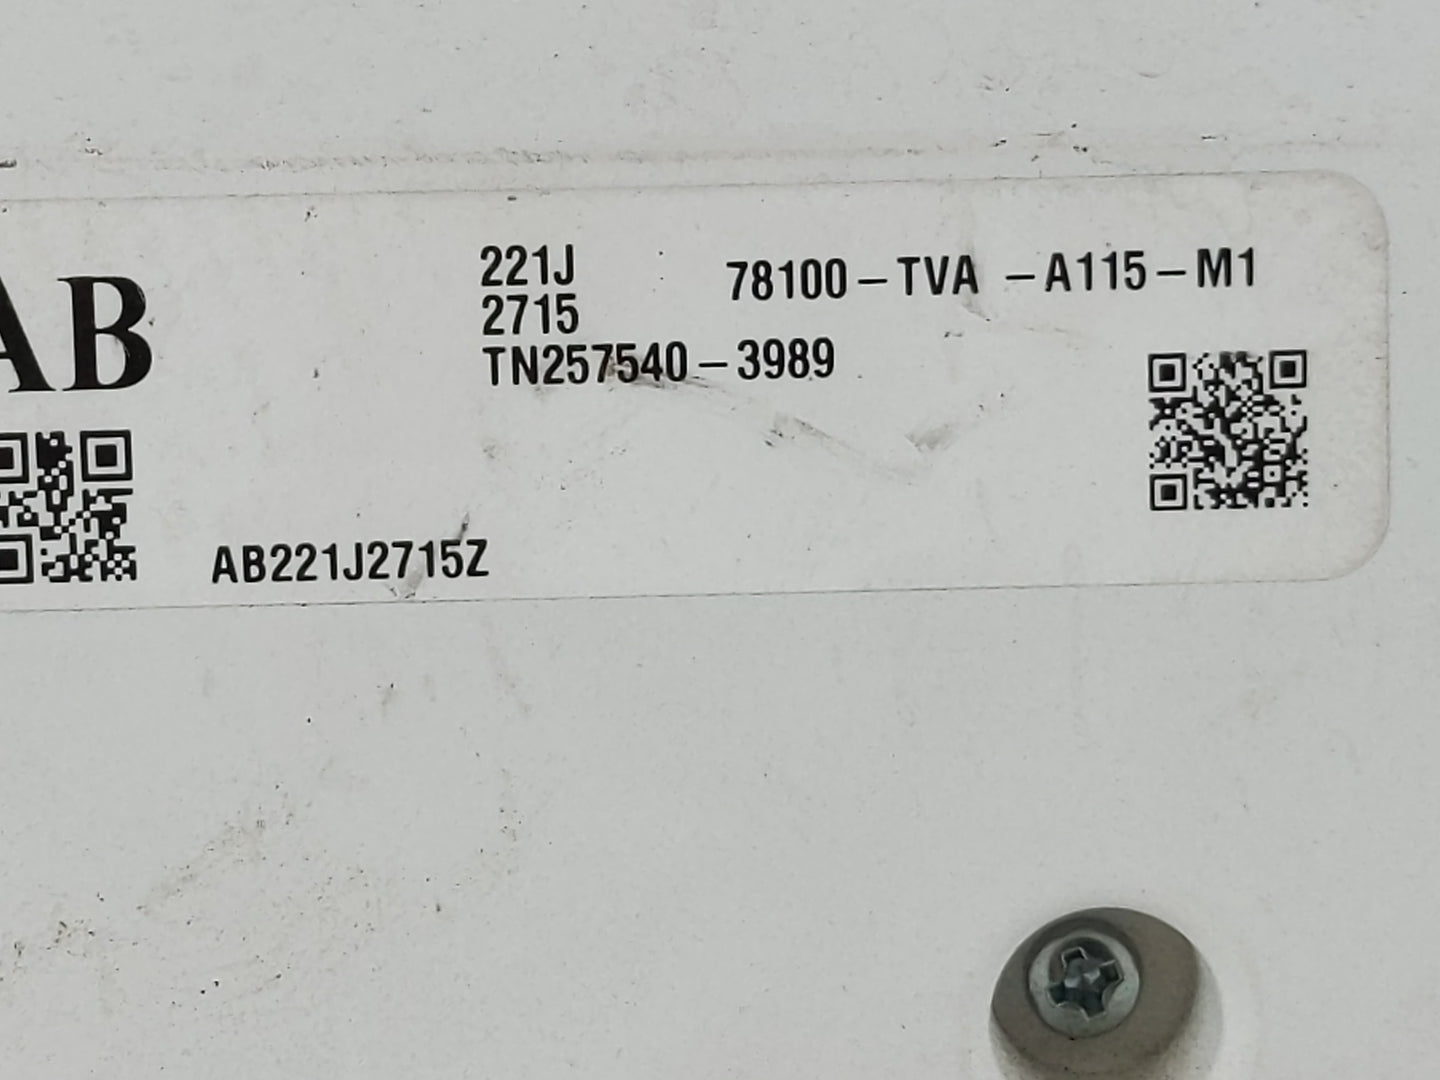 AB
221J
2715
TN257540-3989
78100-TVA -A115-M1
AB221J2715Z